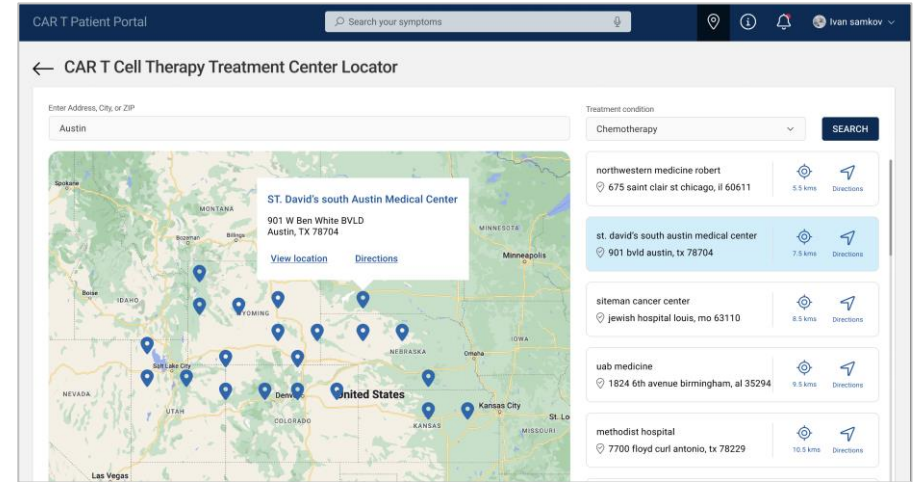 CAR T Patient Portal
Search your symptoms
Ivan samkov
CAR T Cell Therapy Treatment Center Locator
Enter Address, City, or ZIP
Austin
Treatment condition
Chemotherapy
SEARCH
Spokane
MONTANA
Bozeman
Billings
MINNESOTA
Minneapolis
Boise
IDAHO
WYOMING
IOWA
NEBRASKA
Omaha
Salt Lake City
NEVADA
UTAH
Denver
United States
COLORADO
KANSAS
Kansas City
St. Lo
MISSOURI
Las Vegas
ST. David's south Austin Medical Center
901 W Ben White BVLD
Austin, TX 78704
View location Directions
northwestern medicine robert
675 saint clair st chicago, il 60611
5.5 kms Directions
st. david's south austin medical center
901 bvld austin, tx 78704
7.5 kms Directions
siteman cancer center
jewish hospital louis, mo 63110
8.5 kms Directions
uab medicine
1824 6th avenue birmingham, al 35294
9.5 kms Directions
methodist hospital
7700 floyd curl antonio, tx 78229
10.5 kms Directions